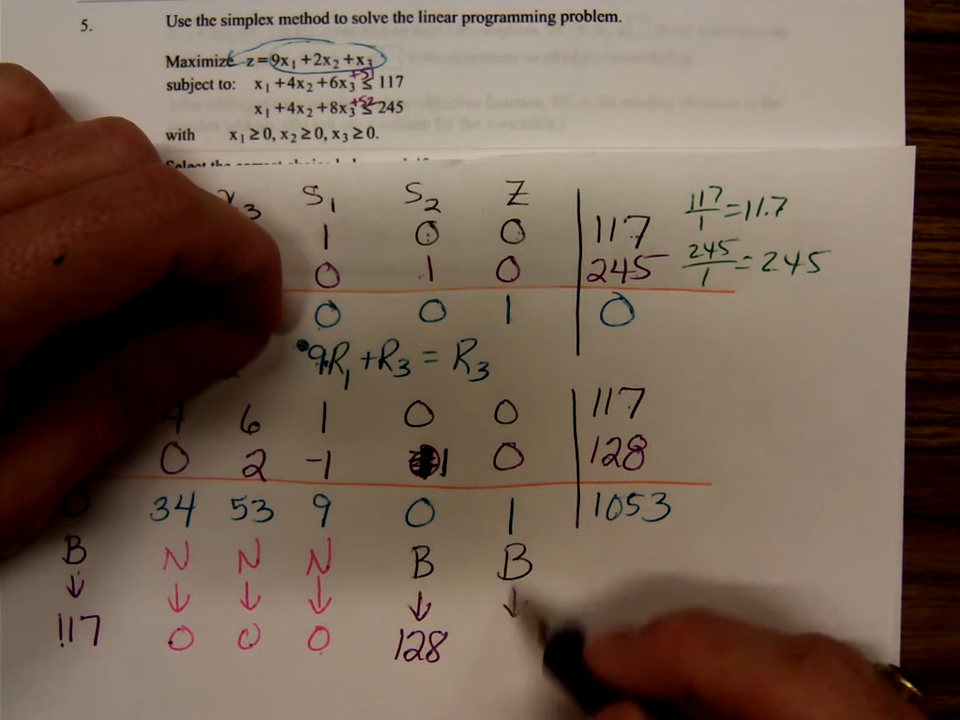 5. Use the simplex method to solve the linear programming problem.
Maximize z=9x₁+2x₂+x₃
subject to: x₁+4x₂+6x₃+S1 ≤ 117
x₁+4x₂+8x₃+S2 ≤ 245
with x₁≥0, x₂≥0, x₃≥0.
x₃ S₁ S₂ Z
1 0 0 117 117/1=11.7
0 1 0 245 245/1=245
0 0 1 0
9R₁+R₃=R₃
4 6 1 0 0 117
0 2 -1 1 0 128
0 34 53 9 0 1 1053
B N N N B B
↓ ↓ ↓ ↓ ↓ ↓
117 0 0 0 128